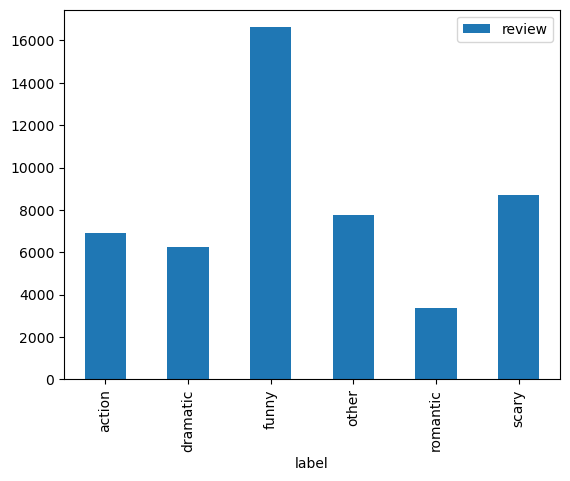 review
16000
14000
12000
10000
8000
6000
4000
2000
0
action
dramatic
funny
other
romantic
scary
label